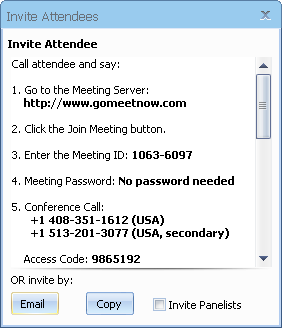 Invite Attendees
Invite Attendee
Call attendee and say:
1. Go to the Meeting Server:
http://www.gomeetnow.com
2. Click the Join Meeting button.
3. Enter the Meeting ID: 1063-6097
4. Meeting Password: No password needed
5. Conference Call:
+1 408-351-1612 (USA)
+1 513-201-3077 (USA, secondary)
Access Code: 9865192
OR invite by:
Email Copy Invite Panelists